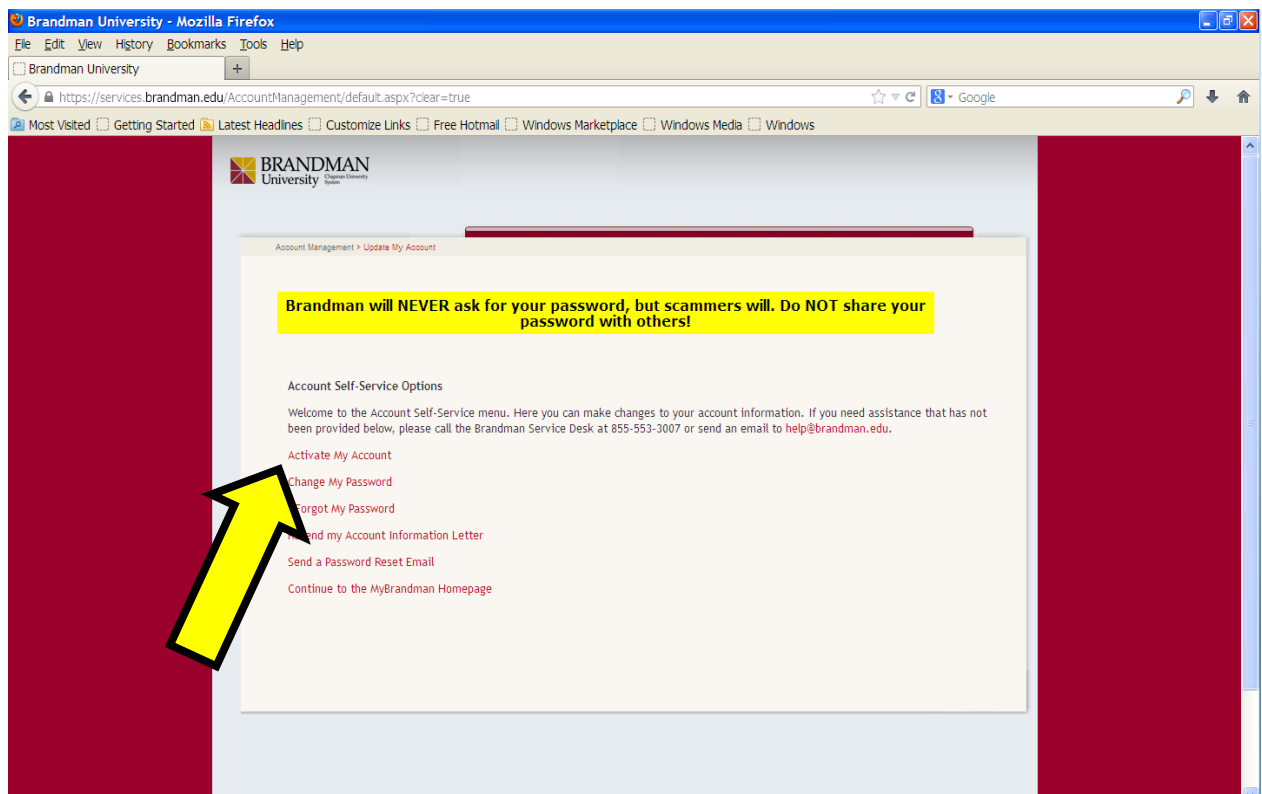 Brandman University - Mozilla Firefox
File Edit View History Bookmarks Tools Help
Brandman University +
https://services.brandman.edu/AccountManagement/default.aspx?clear=true Google
Most Visited Getting Started Latest Headlines Customize Links Free Hotmail Windows Marketplace Windows Media Windows
BRANDMAN
University Chapman University
System
Account Management > Update My Account
Brandman will NEVER ask for your password, but scammers will. Do NOT share your
password with others!
Account Self-Service Options
Welcome to the Account Self-Service menu. Here you can make changes to your account information. If you need assistance that has not
been provided below, please call the Brandman Service Desk at 855-553-3007 or send an email to help@brandman.edu.
Activate My Account
Change My Password
Forgot My Password
my Account Information Letter
Send a Password Reset Email
Continue to the MyBrandman Homepage